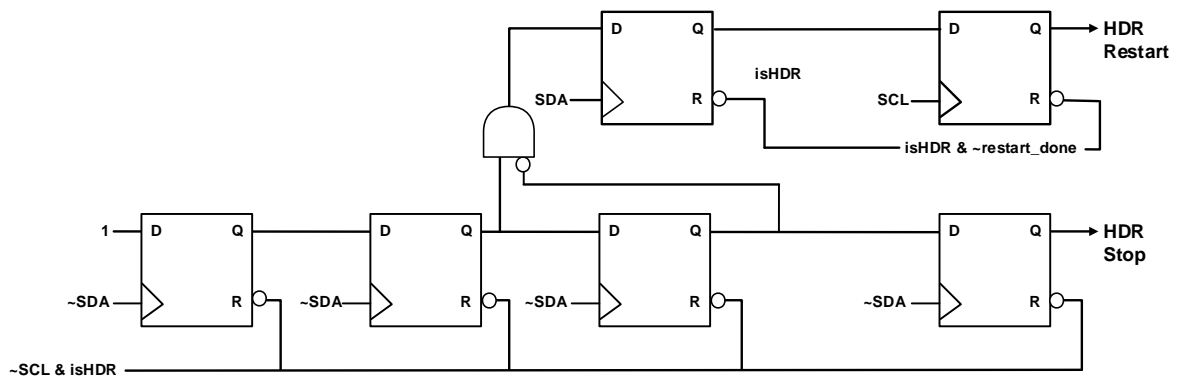 D Q
D Q
HDR
Restart
isHDR
SDA
R
SCL
R
isHDR & ~restart_done
1
D Q
D Q
D Q
D Q
HDR
Stop
~SDA
R
~SDA
R
~SDA
R
~SDA
R
~SCL & isHDR